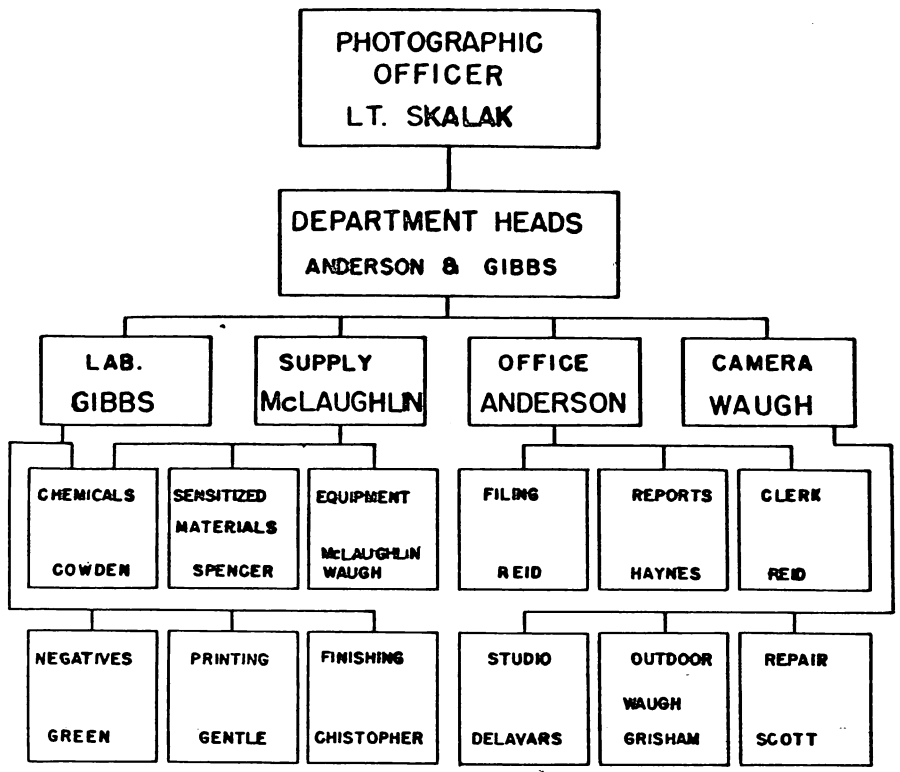 PHOTOGRAPHIC
OFFICER
LT. SKALAK
DEPARTMENT HEADS
ANDERSON & GIBBS
LAB.
GIBBS
SUPPLY
McLAUGHLIN
OFFICE
ANDERSON
CAMERA
WAUGH
CHEMICALS
COWDEN
SENSITIZED
MATERIALS
SPENCER
EQUIPMENT
McLAUGHLIN
WAUGH
FILING
REID
REPORTS
HAYNES
CLERK
REID
NEGATIVES
GREEN
PRINTING
GENTLE
FINISHING
CHISTOPHER
STUDIO
DELAVARS
OUTDOOR
WAUGH
GRISHAM
REPAIR
SCOTT